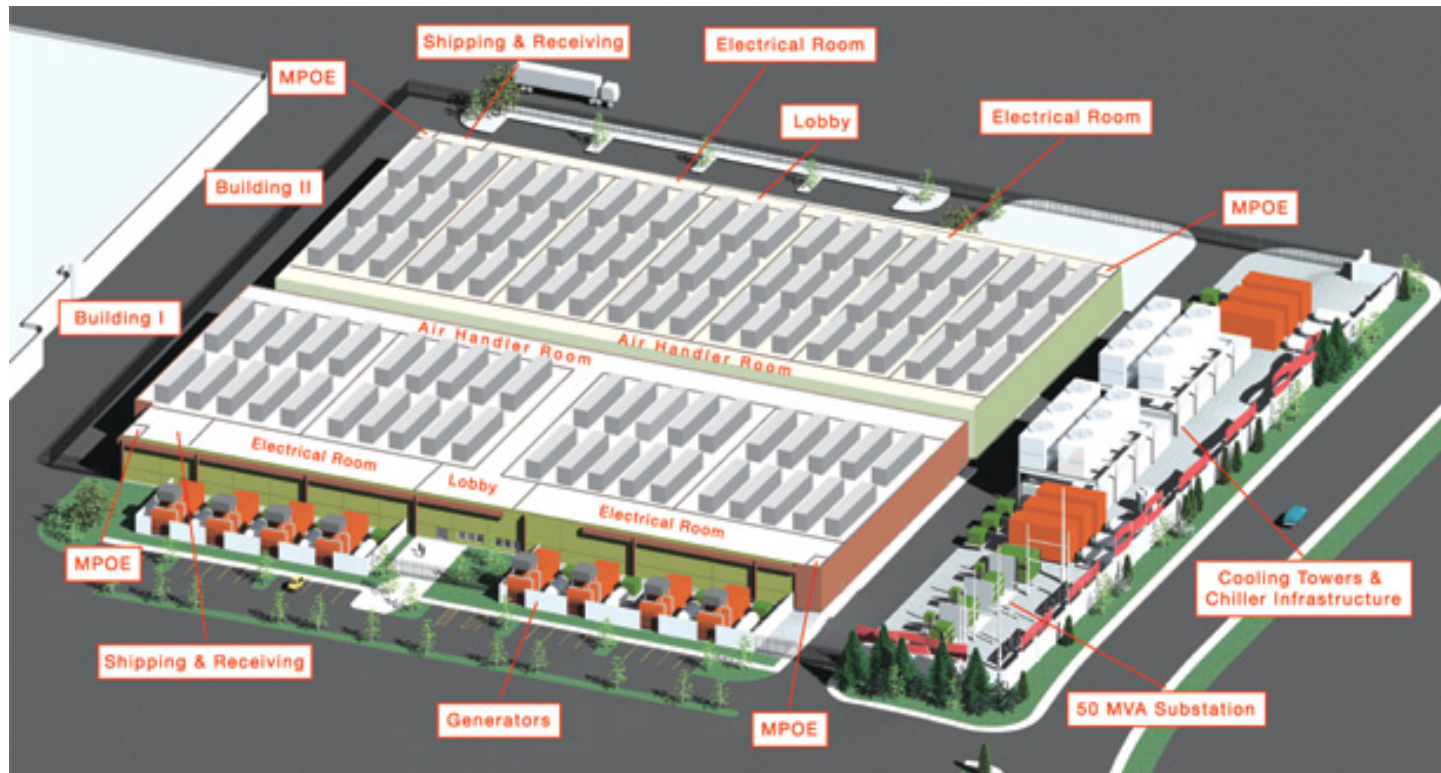 Shipping & Receiving
Electrical Room
MPOE
Lobby
Electrical Room
Building II
MPOE
Building I
Air Handler Room
Air Handler Room
Electrical Room
Lobby
Electrical Room
MPOE
Cooling Towers &
Chiller Infrastructure
Shipping & Receiving
Generators
MPOE
50 MVA Substation